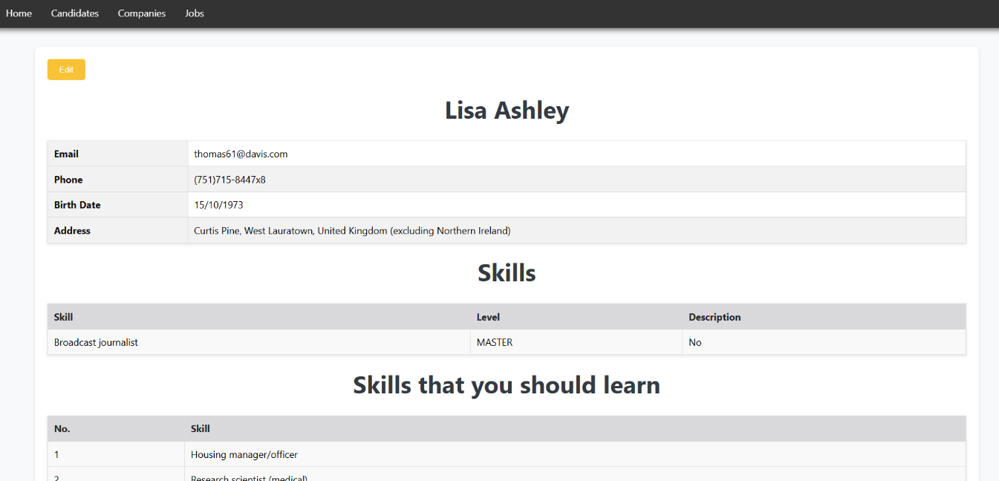 Home Candidates Companies Jobs
Edit
Lisa Ashley
Email thomas61@davis.com
Phone (751)715-8447x8
Birth Date 15/10/1973
Address Curtis Pine, West Lauratown, United Kingdom (excluding Northern Ireland)
Skills
Skill Level Description
Broadcast journalist MASTER No
Skills that you should learn
No. Skill
1 Housing manager/officer
2 Research scientist (medical)